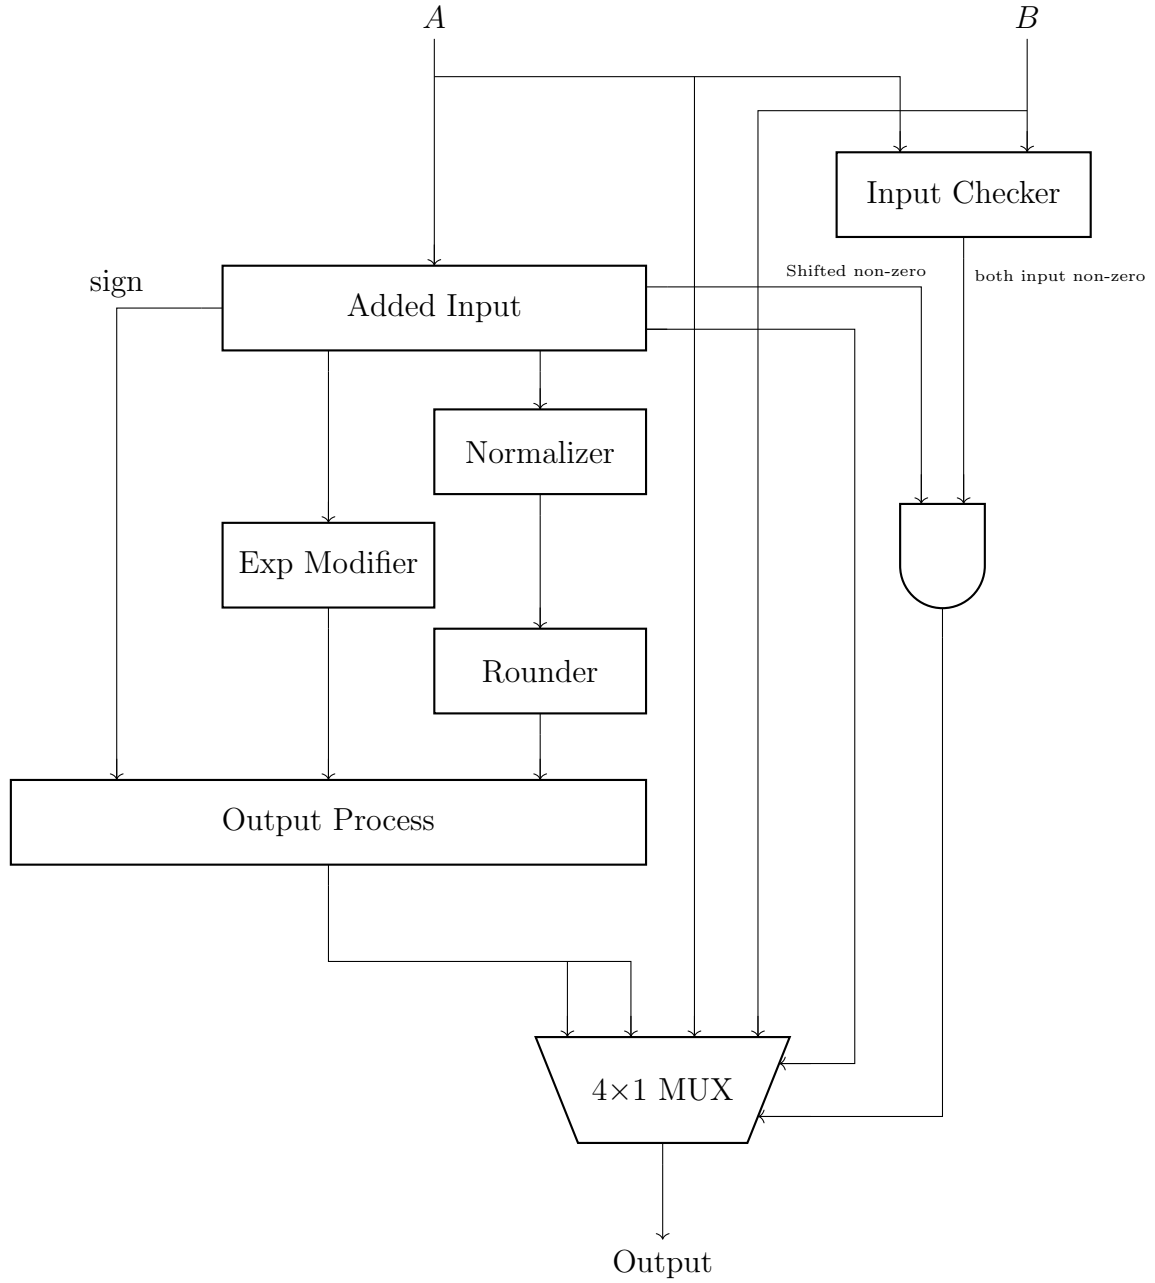 A
B
Input Checker
Shifted non-zero
both input non-zero
sign
Added Input
Normalizer
Exp Modifier
Rounder
Output Process
4×1 MUX
Output